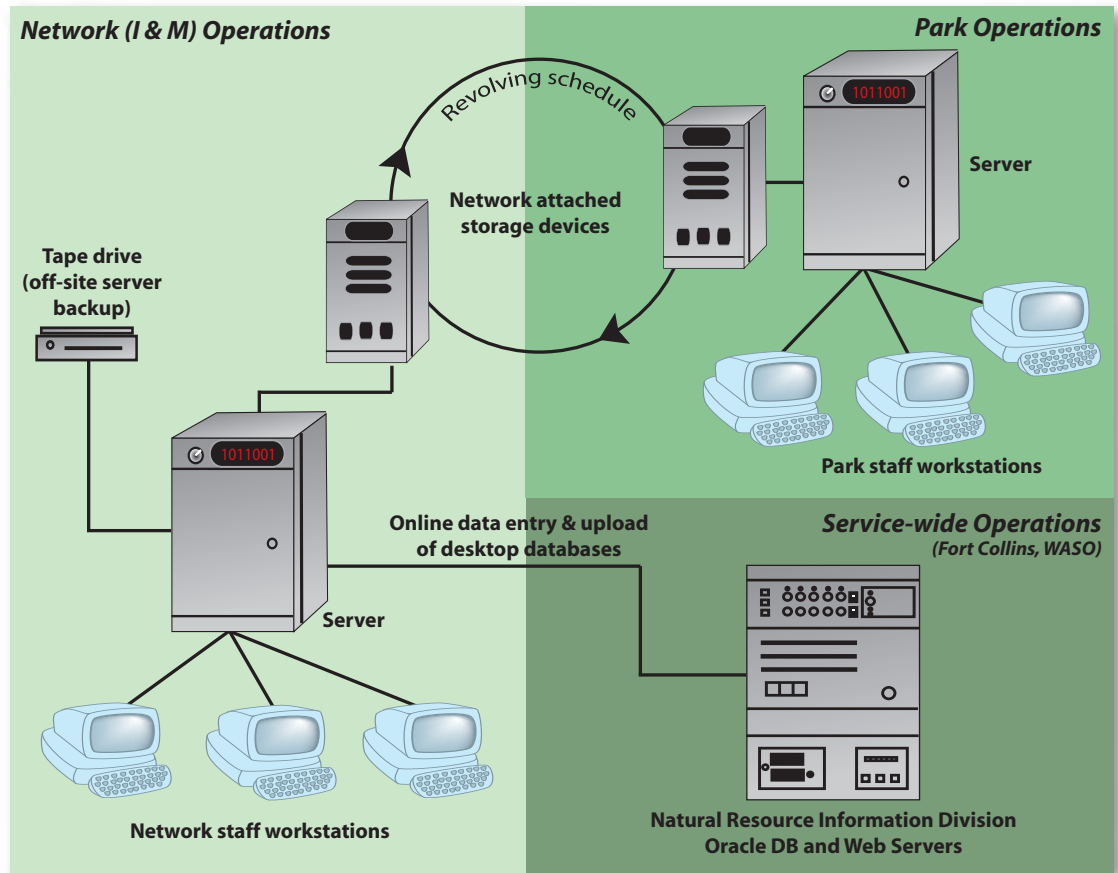 Network (I & M) Operations
Park Operations
Revolving schedule
1011001
Server
Network attached
storage devices
Tape drive
(off-site server
backup)
Park staff workstations
1011001
Online data entry & upload
of desktop databases
Service-wide Operations
(Fort Collins, WASO)
Server
Network staff workstations
Natural Resource Information Division
Oracle DB and Web Servers